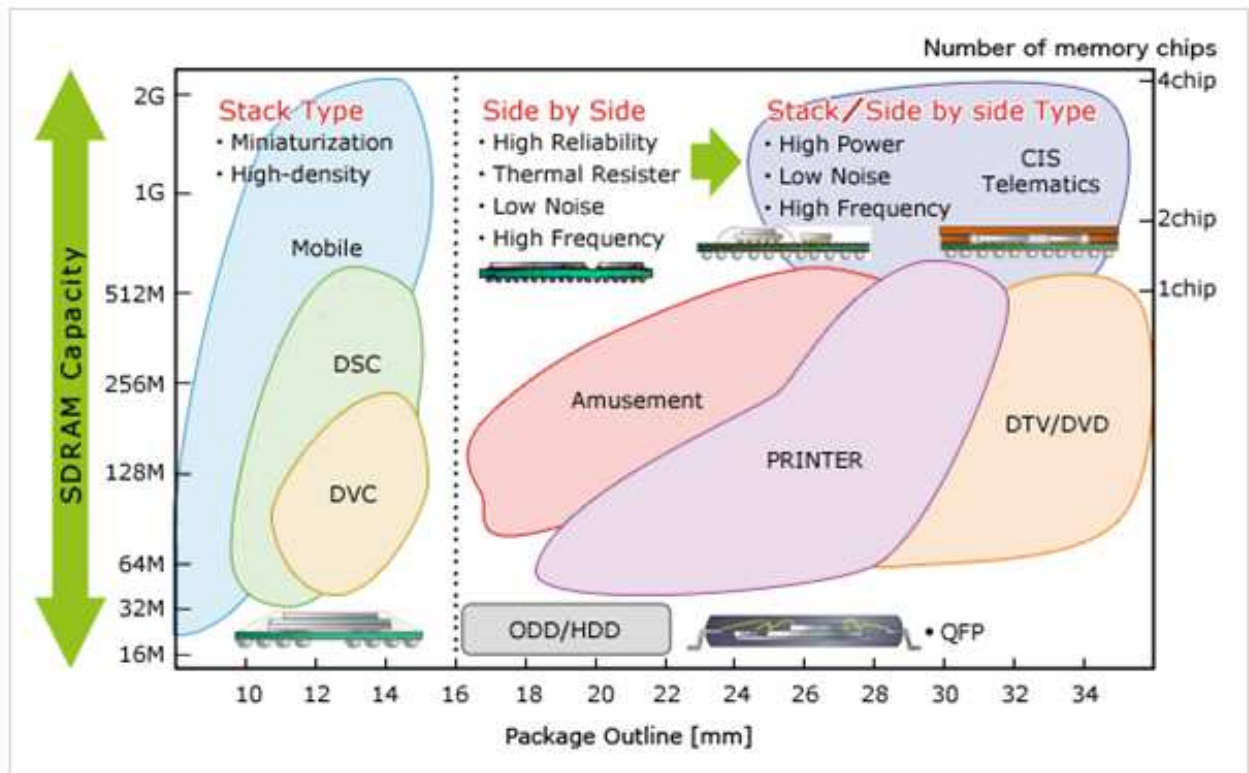 Number of memory chips
SDRAM Capacity
2G
1G
512M
256M
128M
64M
32M
16M
Stack Type
・Miniaturization
・High-density
Mobile
DSC
DVC
Side by Side
・High Reliability
・Thermal Resister
・Low Noise
・High Frequency
Stack/Side by side Type
・High Power
・Low Noise
・High Frequency
CIS
Telematics
4chip
2chip
1chip
Amusement
PRINTER
DTV/DVD
ODD/HDD
• QFP
10 12 14 16 18 20 22 24 26 28 30 32 34
Package Outline [mm]